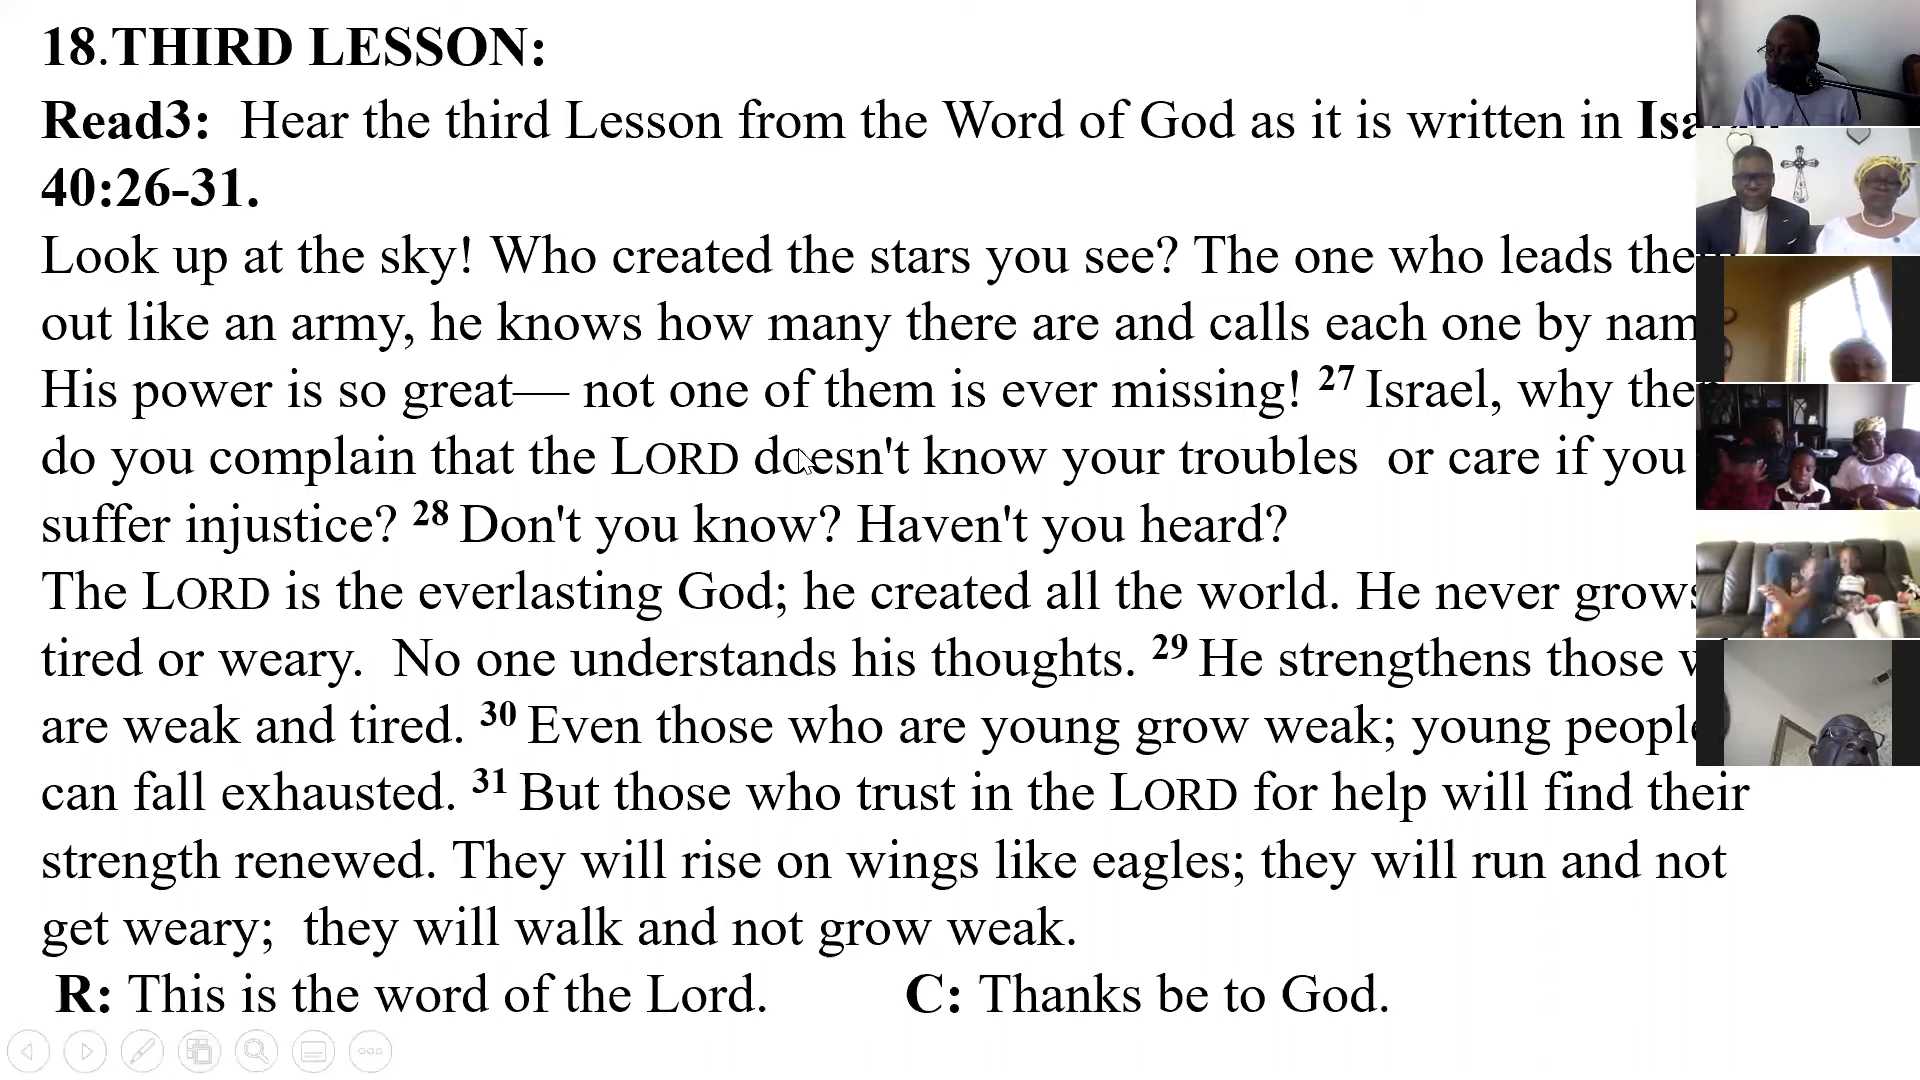 18.THIRD LESSON:
Read3: Hear the third Lesson from the Word of God as it is written in
40:26-31.
Look up at the sky! Who created the stars you see? The one who leads
out like an army, he knows how many there are and calls each one by
His power is so great— not one of them is ever missing! 27 Israel, why
do you complain that the LORD doesn't know your troubles or care if you
suffer injustice? 28 Don't you know? Haven't you heard?
The LORD is the everlasting God; he created all the world. He never grows
tired or weary. No one understands his thoughts. 29 He strengthens those
are weak and tired. 30 Even those who are young grow weak; young people
can fall exhausted. 31 But those who trust in the LORD for help will find their
strength renewed. They will rise on wings like eagles; they will run and not
get weary; they will walk and not grow weak.
R: This is the word of the Lord. C: Thanks be to God.